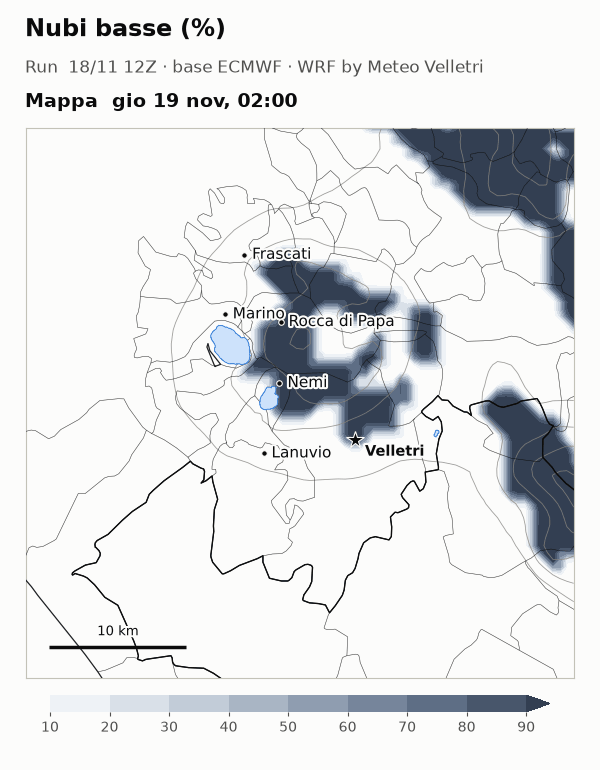 Nubi basse (%)
Run  18/11 12Z · base ECMWF · WRF by Meteo Velletri
Mappa  gio 19 nov, 02:00
Frascati
Marino
Rocca di Papa
Nemi
Velletri
Lanuvio
10 km
10 20 30 40 50 60 70 80 90